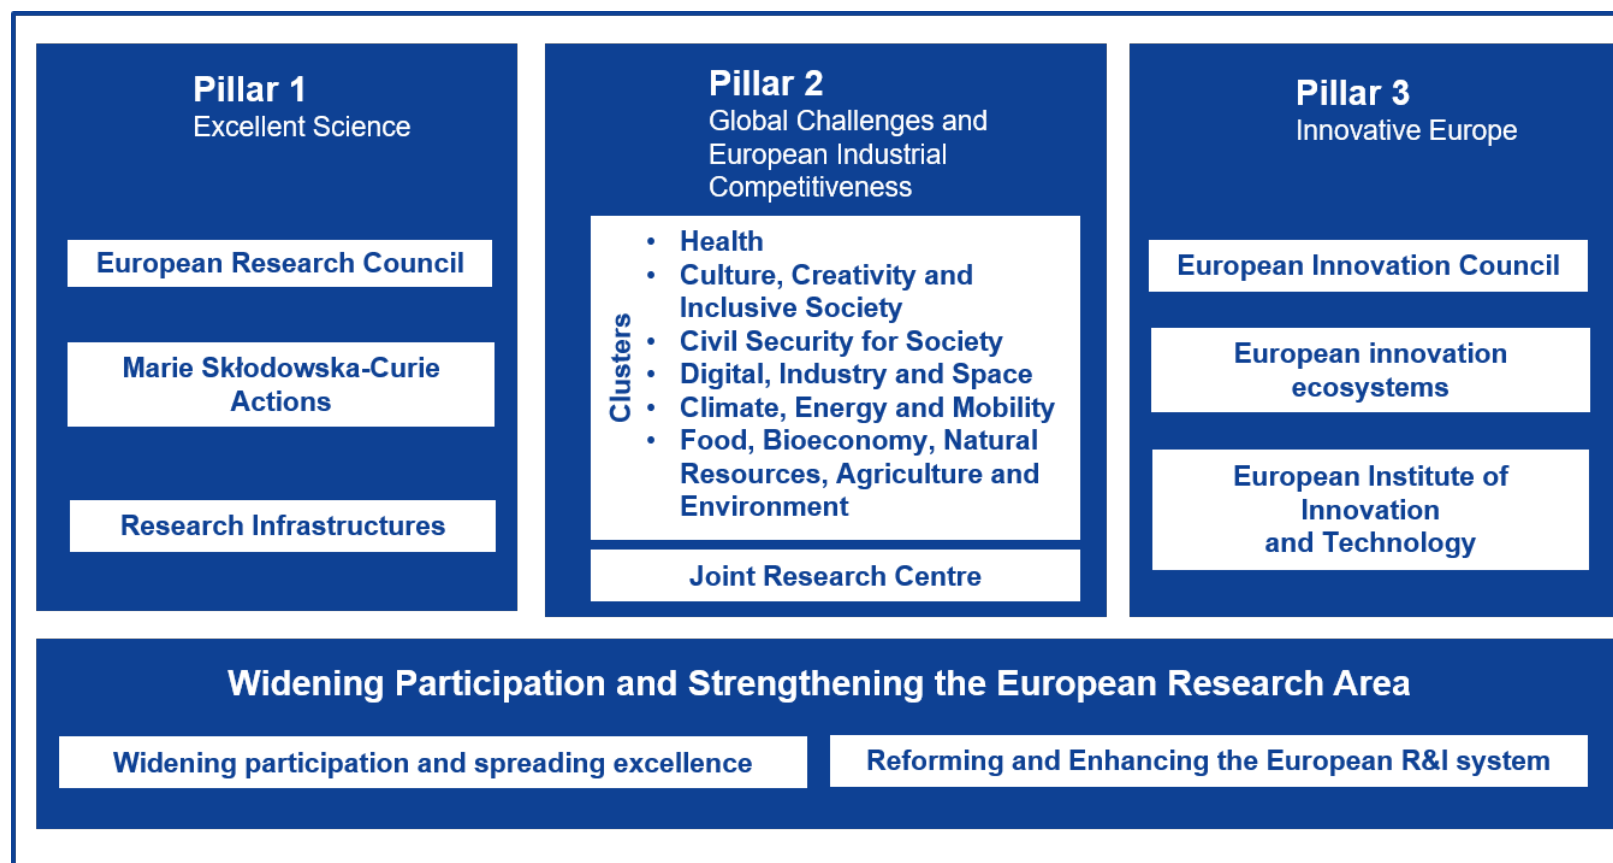 Pillar 1
Excellent Science
European Research Council
Marie Skłodowska-Curie
Actions
Research Infrastructures
Pillar 2
Global Challenges and
European Industrial
Competitiveness
Clusters
• Health
• Culture, Creativity and
Inclusive Society
• Civil Security for Society
• Digital, Industry and Space
• Climate, Energy and Mobility
• Food, Bioeconomy, Natural
Resources, Agriculture and
Environment
Joint Research Centre
Pillar 3
Innovative Europe
European Innovation Council
European innovation
ecosystems
European Institute of
Innovation
and Technology
Widening Participation and Strengthening the European Research Area
Widening participation and spreading excellence
Reforming and Enhancing the European R&I system